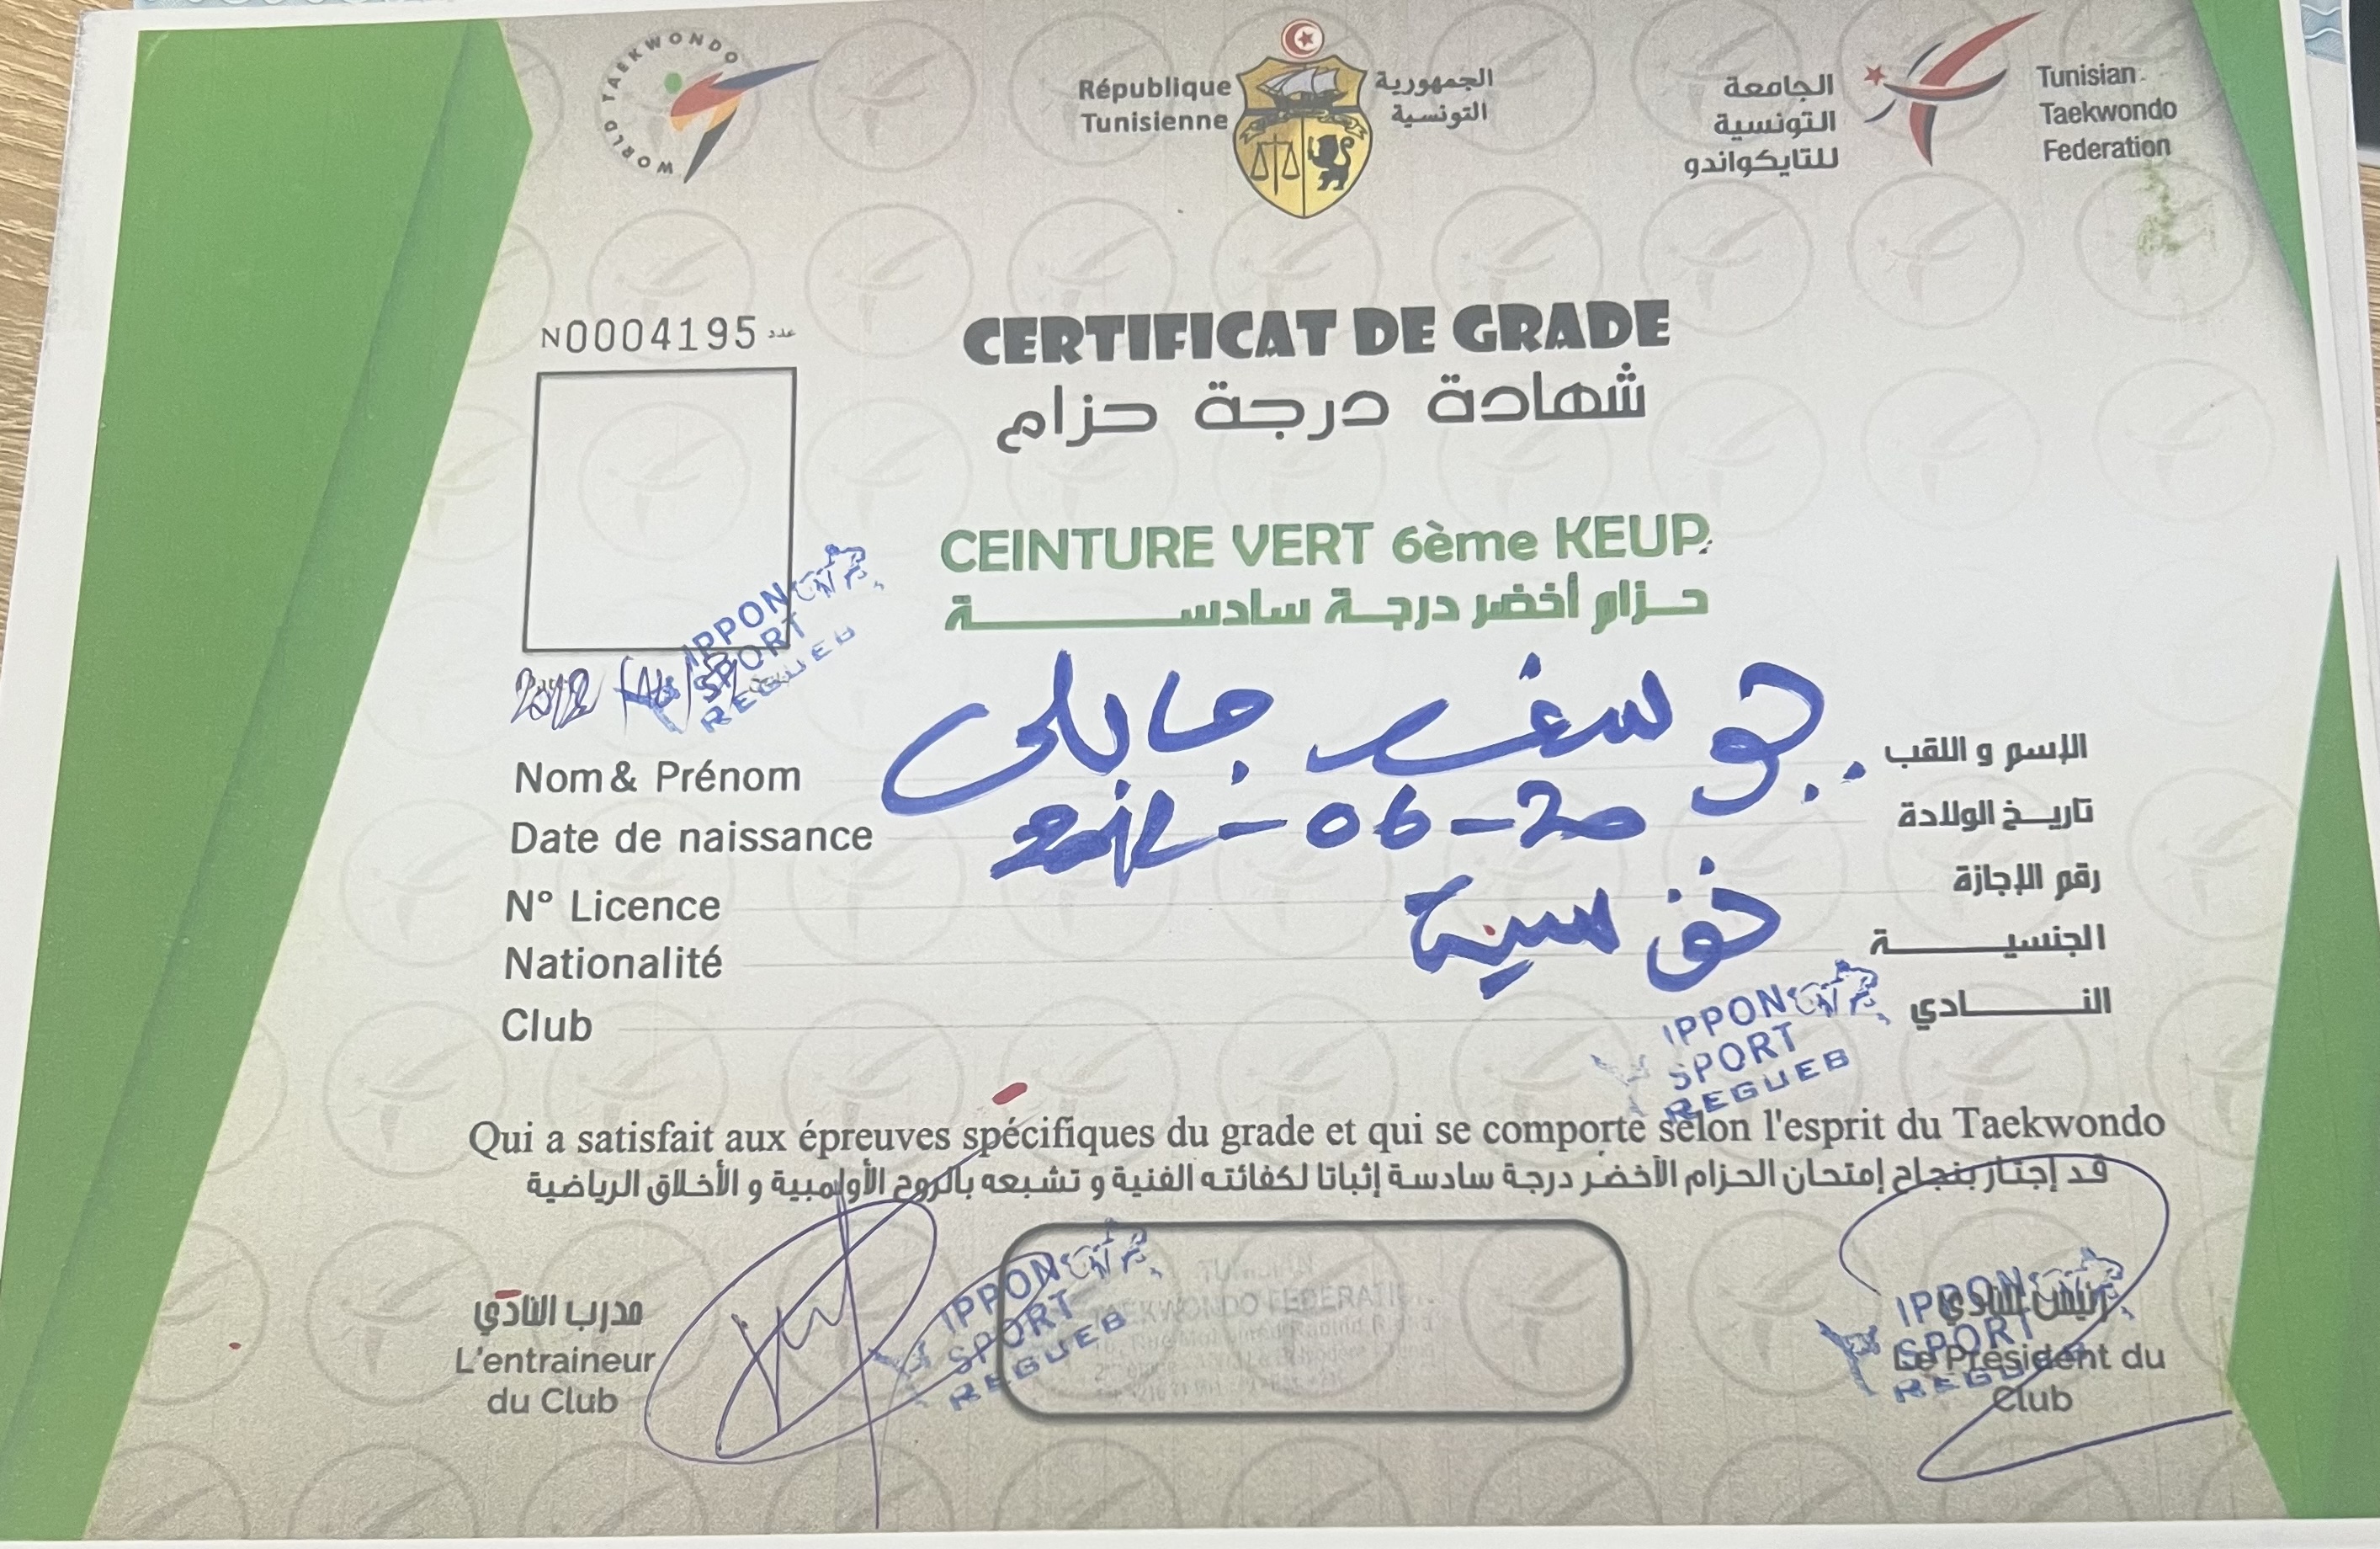 WORLD TAEKWONDO
République
Tunisienne
الجمهورية
التونسية
الجامعة
التونسية
للتايكواندو
Tunisian
Taekwondo
Federation
N0004195 عدد
CERTIFICAT DE GRADE
شهادة درجة حزام
CEINTURE VERT 6ème KEUP
حزام أخضر درجة سادسة
IPPON
SPORT
REGUEB
Nom & Prénom يوسف جابلي الإسم و اللقب
Date de naissance 2012-06-20 تاريخ الولادة
N° Licence رقم الإجازة
Nationalité تونسية الجنسية
Club النادي
IPPON
SPORT
REGUEB
Qui a satisfait aux épreuves spécifiques du grade et qui se comporte selon l'esprit du Taekwondo
قد إجتاز بنجاح إمتحان الحزام الأخضر درجة سادسة إثباتا لكفائته الفنية و تشبعه بالروح الأولمبية و الأخلاق الرياضية
مدرب النادي
L'entraineur
du Club
IPPON
SPORT
REGUEB
TAEKWONDO FEDERATI
رئيس النادي
Le Président du
Club
IPPON
SPORT
REGUEB